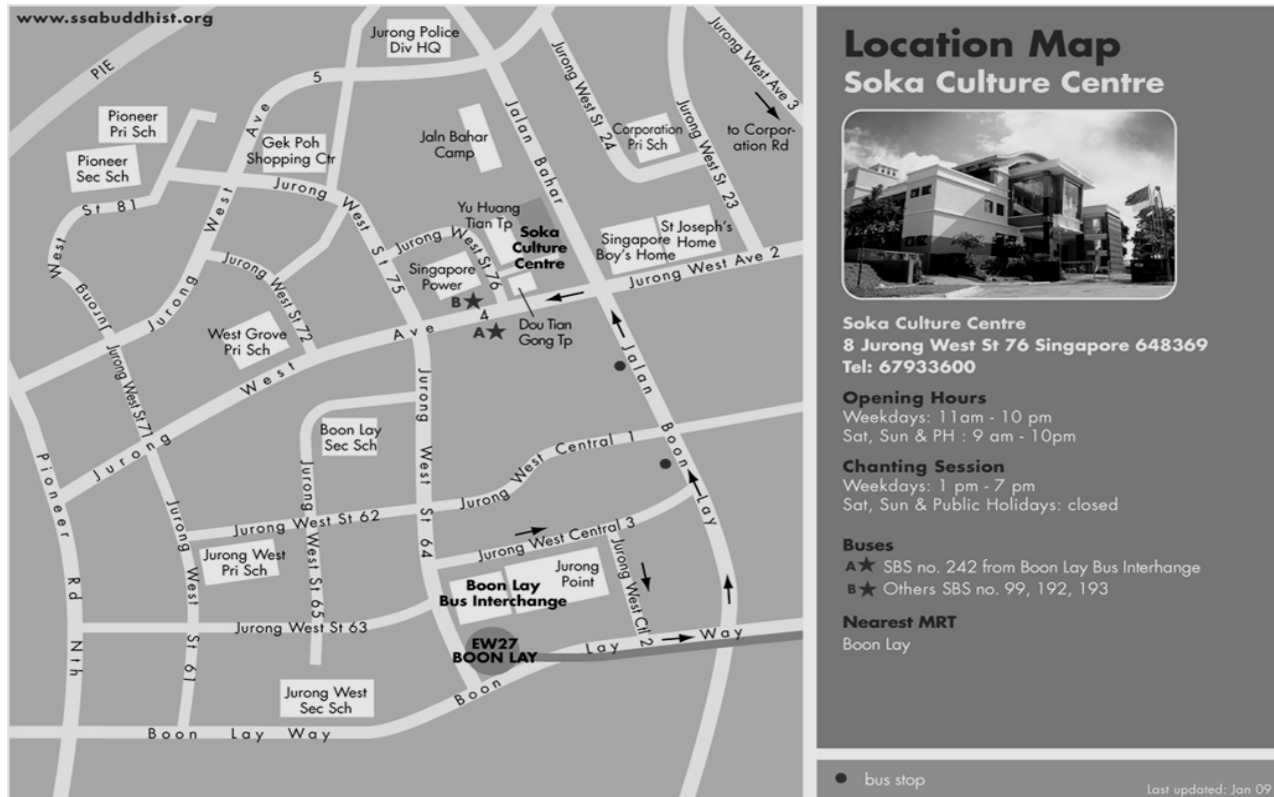 www.ssabuddhist.org
PIE
Jurong Police
Div HQ
Jurong West Ave 3
to Corpor-
ation Rd
Jurong West Ave 5
Pioneer
Pri Sch
Pioneer
Sec Sch
Gek Poh
Shopping Ctr
Jaln Bahar
Camp
Jalan Bahar
Jurong West St 24
Corporation
Pri Sch
Jurong West St 23
Jurong West St 81
Jurong West St 75
Yu Huang
Tian Tp
Soka
Culture
Centre
Jurong West St 76
St Joseph's
Home
Singapore
Boy's Home
Jurong West Ave 2
Singapore
Power
B
A
Dou Tian
Gong Tp
Jurong West St 72
West Grove
Pri Sch
Jurong West Ave 4
Jurong West St 71
Jalan Boon Lay
Boon Lay
Sec Sch
Jurong West St 64
Jurong West Central 1
Pioneer Rd Nth
Jurong West St 62
Jurong West
Pri Sch
Jurong West St 61
Jurong West St 65
Jurong West Central 3
Jurong
Point
Boon Lay
Bus Interchange
Jurong West Ctl 2
Jurong West St 63
EW27
BOON LAY
Boon Lay Way
Jurong West
Sec Sch
Boon Lay Way
Location Map
Soka Culture Centre
Soka Culture Centre
8 Jurong West St 76 Singapore 648369
Tel: 67933600
Opening Hours
Weekdays: 11am - 10 pm
Sat, Sun & PH : 9 am - 10pm
Chanting Session
Weekdays: 1 pm - 7 pm
Sat, Sun & Public Holidays: closed
Buses
A SBS no. 242 from Boon Lay Bus Interhange
B Others SBS no. 99, 192, 193
Nearest MRT
Boon Lay
bus stop
Last updated: Jan 09